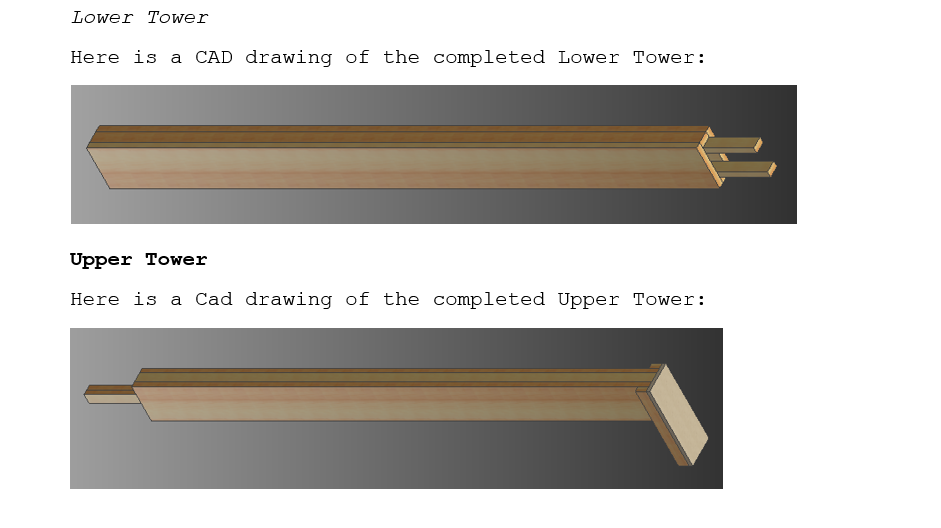 Lower Tower
Here is a CAD drawing of the completed Lower Tower:
Upper Tower
Here is a Cad drawing of the completed Upper Tower: